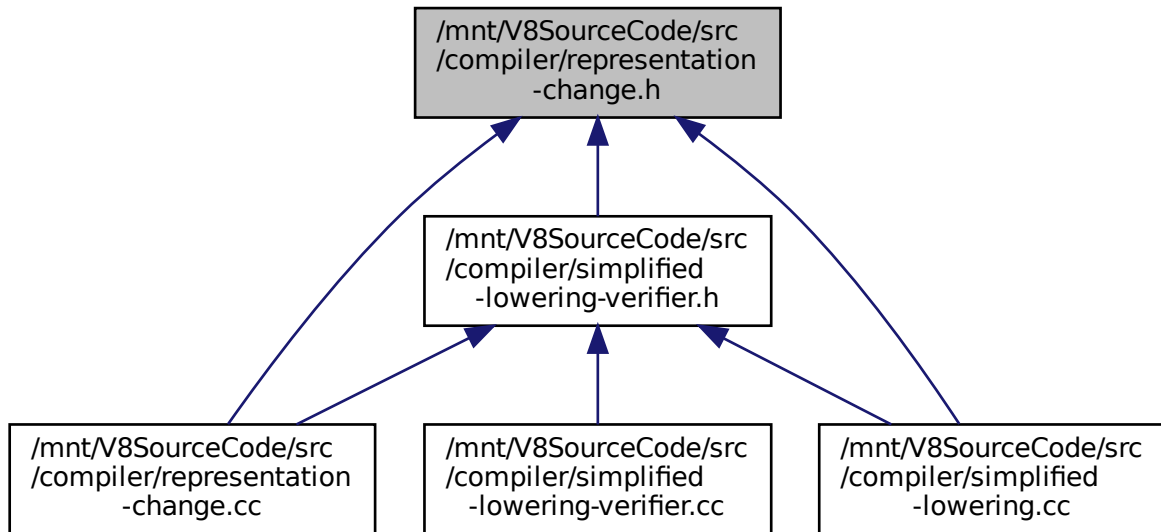 /mnt/V8SourceCode/src
/compiler/representation
-change.h
/mnt/V8SourceCode/src
/compiler/simplified
-lowering-verifier.h
/mnt/V8SourceCode/src
/compiler/representation
-change.cc
/mnt/V8SourceCode/src
/compiler/simplified
-lowering-verifier.cc
/mnt/V8SourceCode/src
/compiler/simplified
-lowering.cc